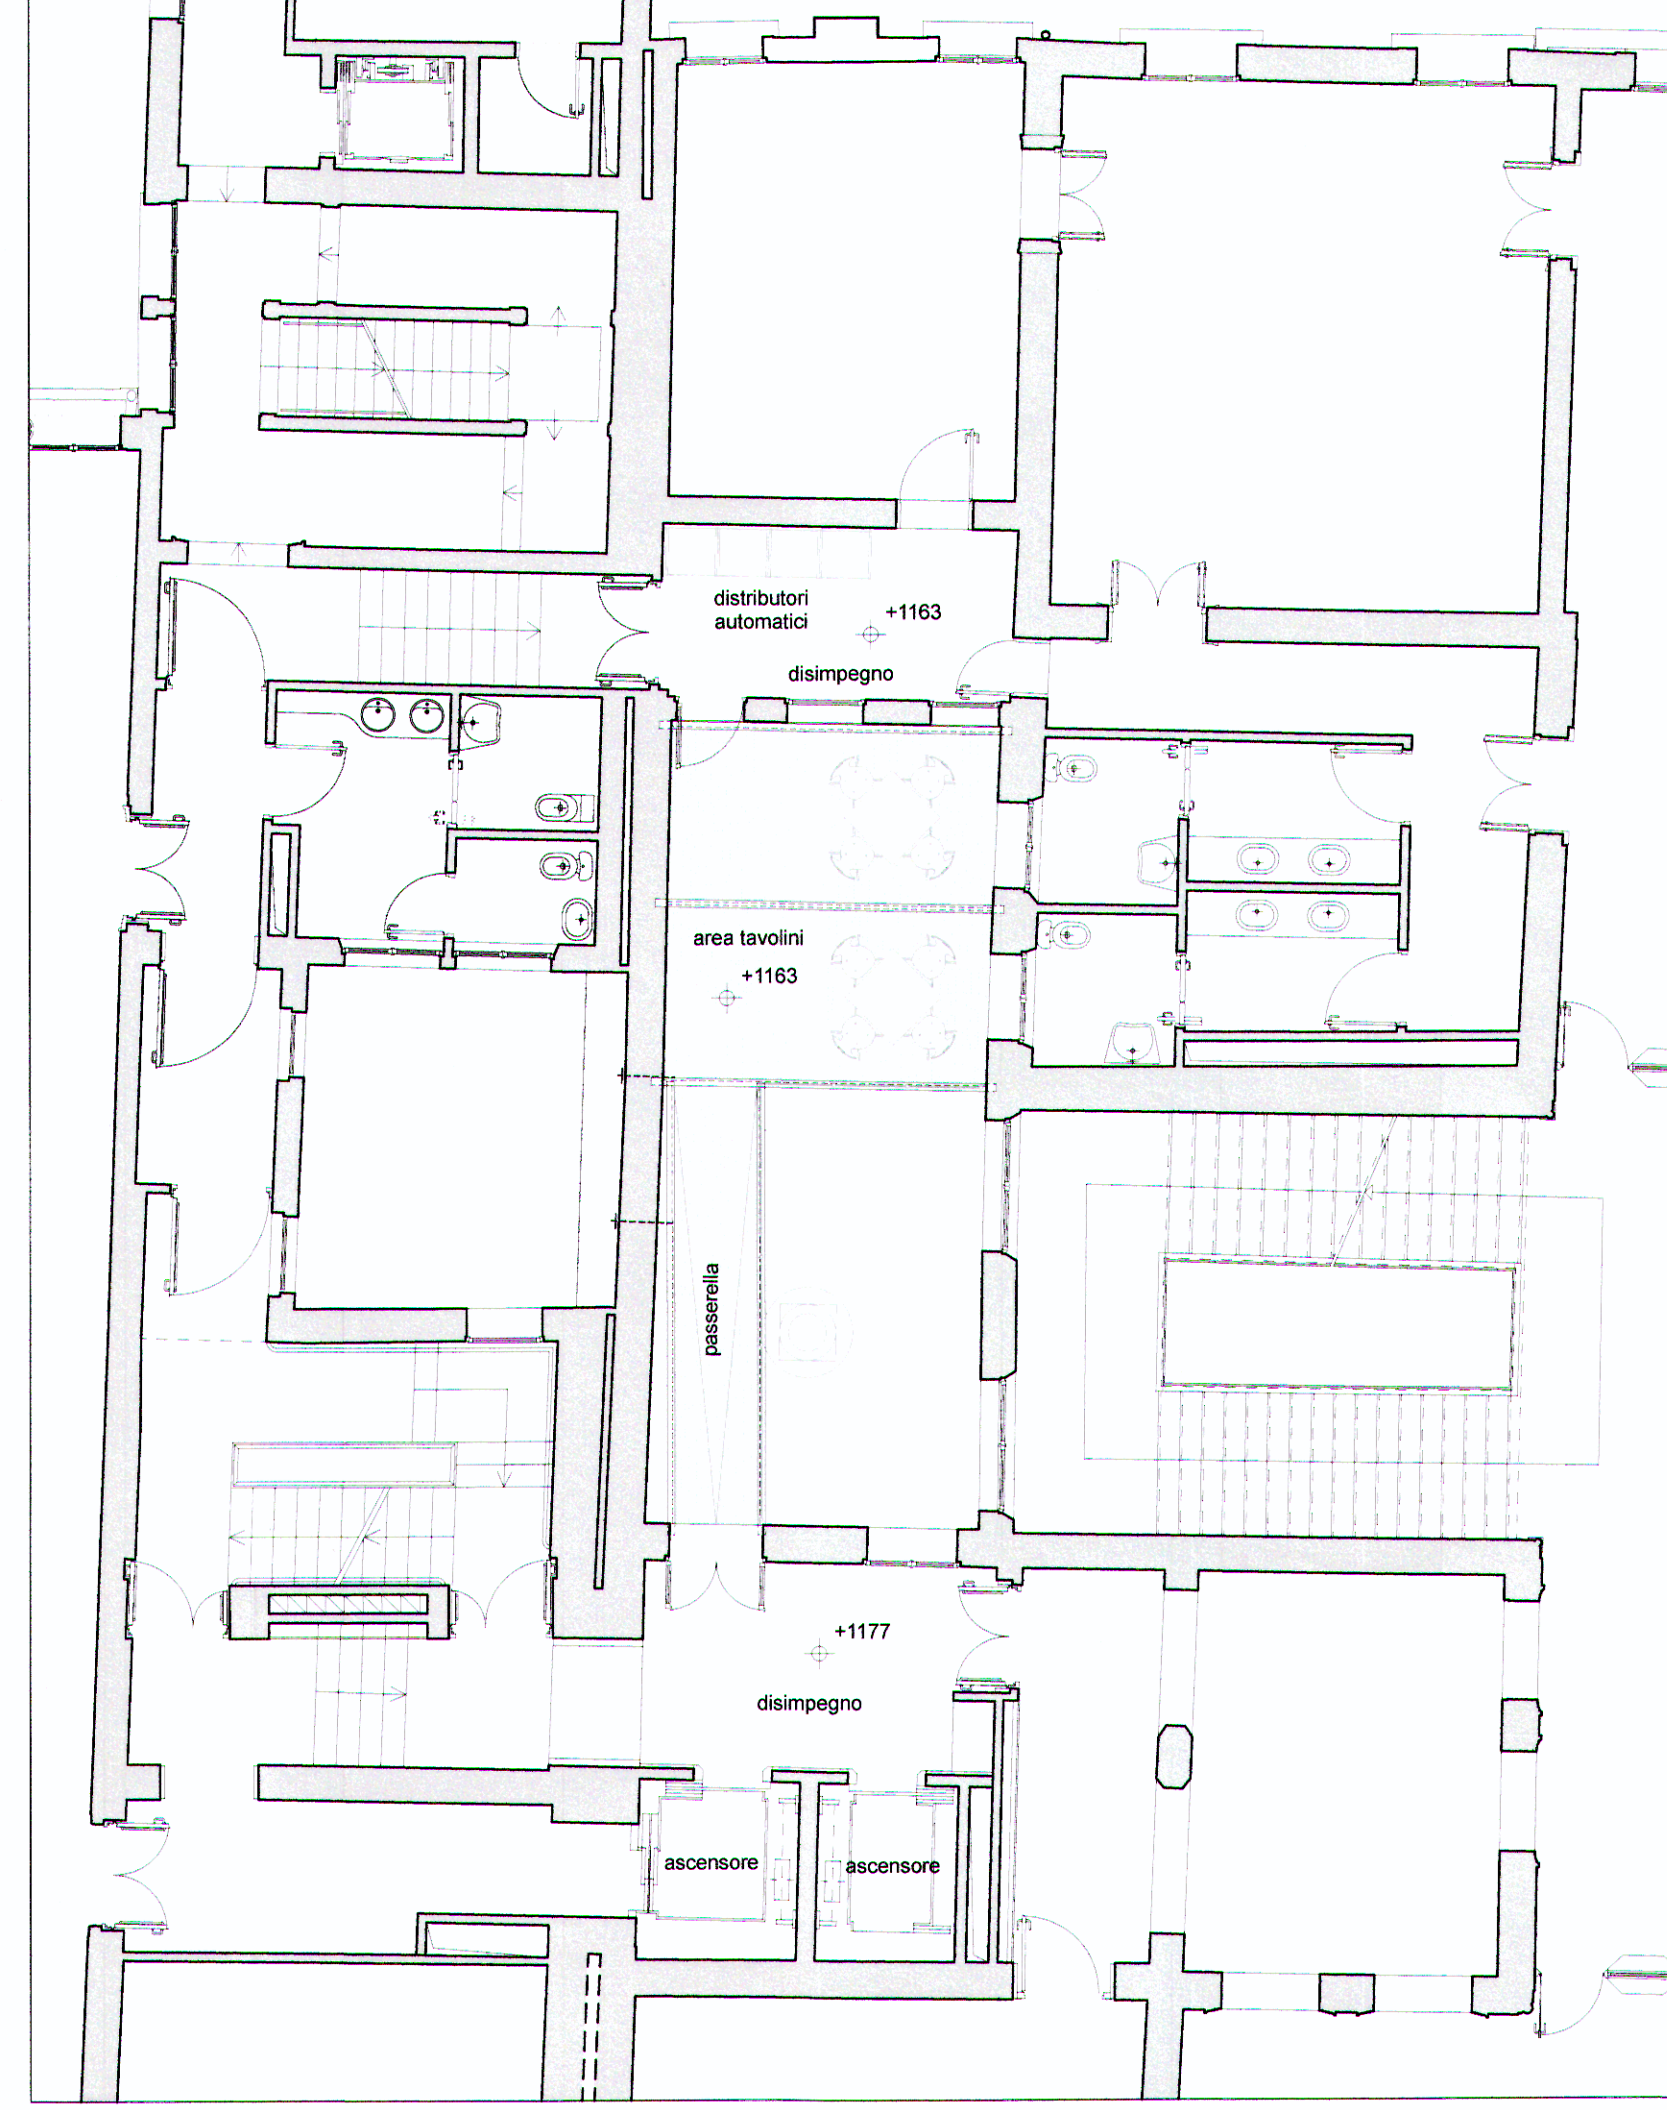 distributori
automatici
+1163
disimpegno
area tavolini
+1163
passerella
+1177
disimpegno
ascensore
ascensore